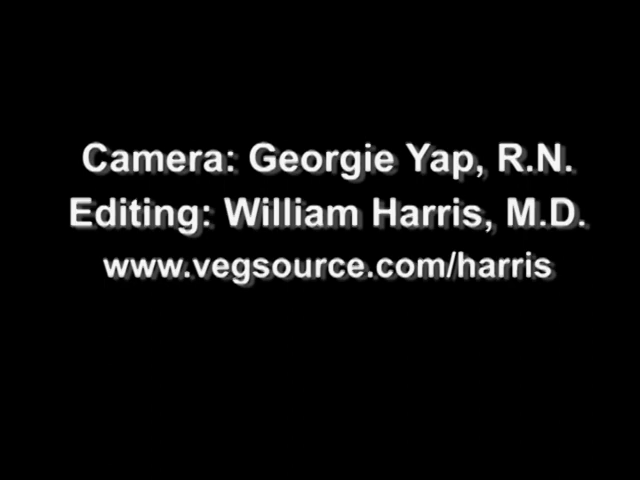 Camera: Georgie Yap, R.N.
Editing: William Harris, M.D.
www.vegsource.com/harris